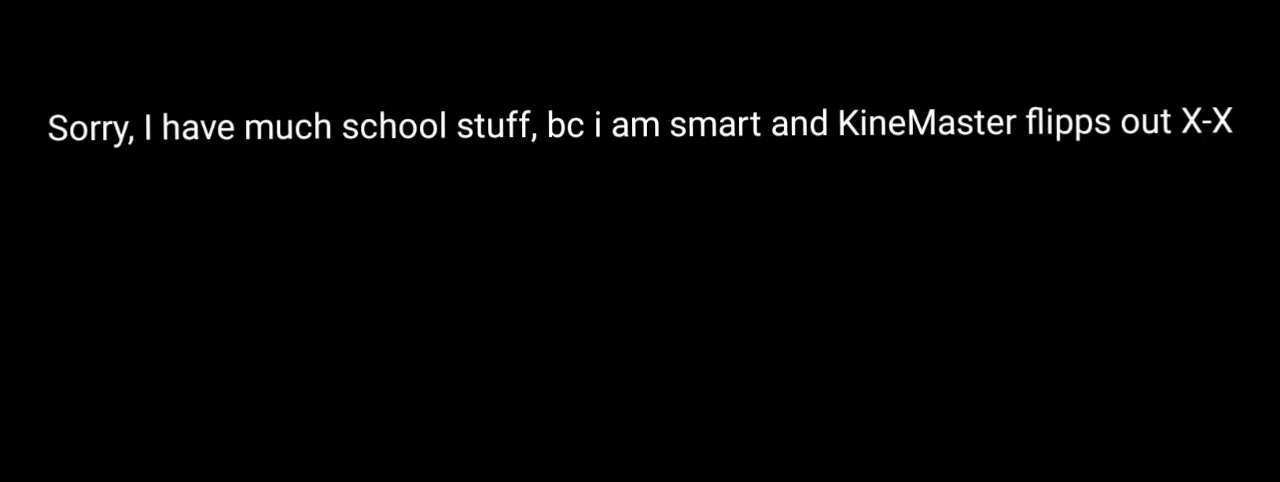 Sorry, I have much school stuff, bc i am smart and KineMaster flipps out X-X